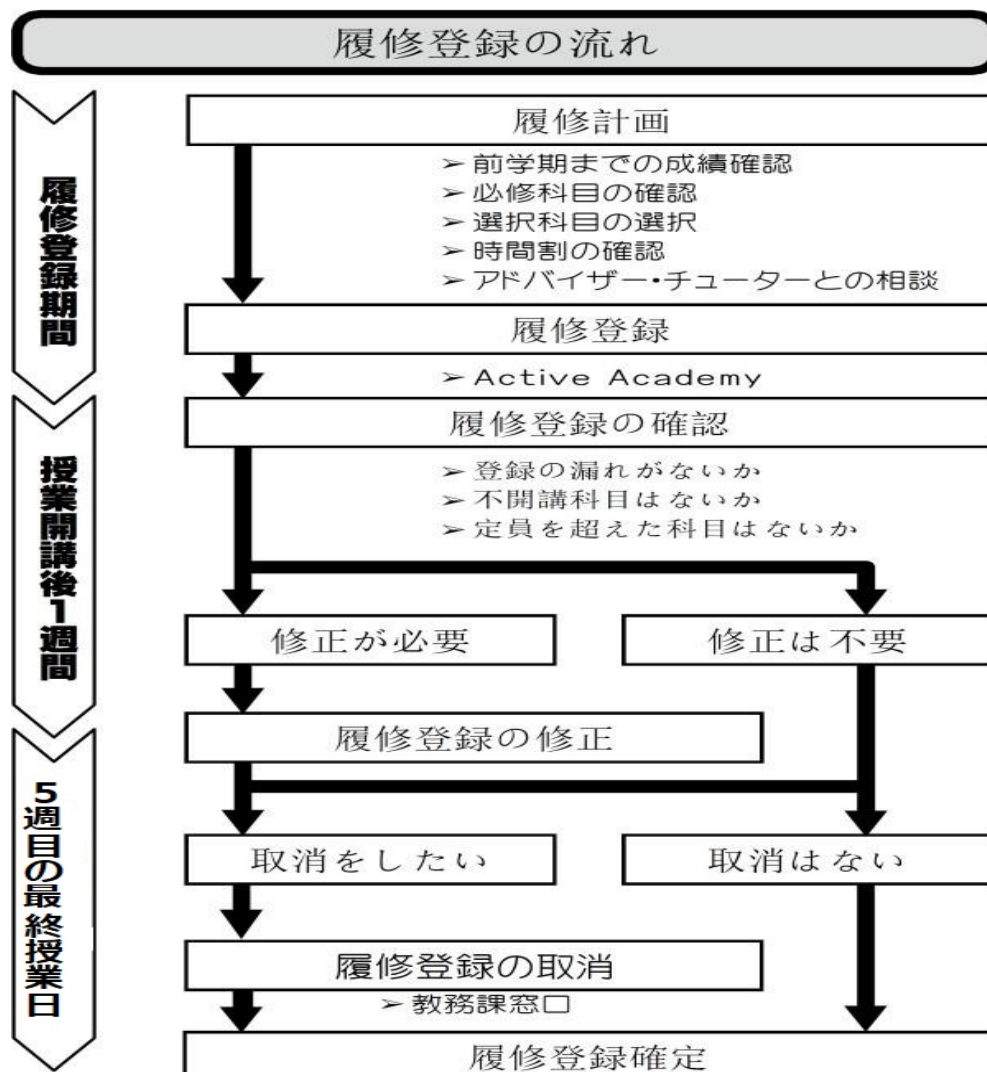 履修登録の流れ
履修登録期間
履修計画
➢ 前学期までの成績確認
➢ 必修科目の確認
➢ 選択科目の選択
➢ 時間割の確認
➢ アドバイザー・チューターとの相談
履修登録
➢ Active Academy
授業開講後1週間
履修登録の確認
➢ 登録の漏れがないか
➢ 不開講科目はないか
➢ 定員を超えた科目はないか
修正が必要
修正は不要
履修登録の修正
5週目の最終授業日
取消をしたい
取消はない
履修登録の取消
➢ 教務課窓口
履修登録確定